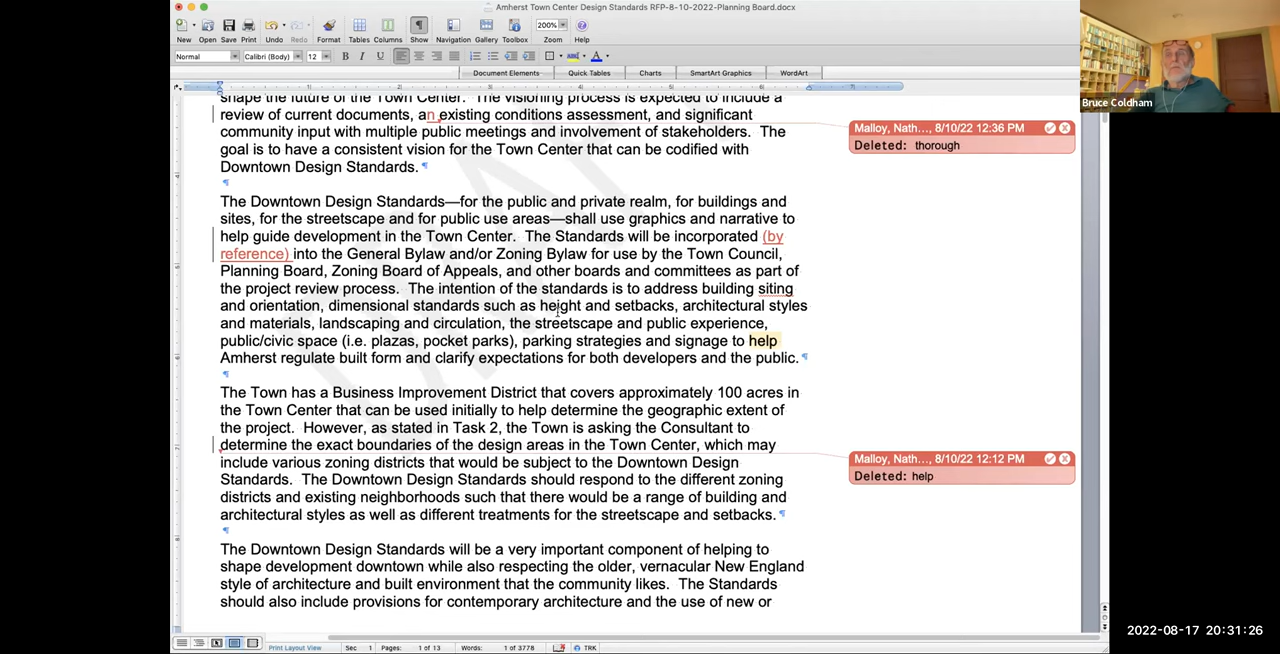 Amherst Town Center Design Standards RFP-8-10-2022-Planning Board.docx
200%
New Open Save Print Undo Redo Format Tables Columns Show Navigation Gallery Toolbox Zoom Help
Normal Calibri (Body) 12 B I U
Document Elements Quick Tables Charts SmartArt Graphics WordArt
shape the future of the Town Center. The visioning process is expected to include a
review of current documents, an existing conditions assessment, and significant
community input with multiple public meetings and involvement of stakeholders. The
goal is to have a consistent vision for the Town Center that can be codified with
Downtown Design Standards. ¶
¶
The Downtown Design Standards—for the public and private realm, for buildings and
sites, for the streetscape and for public use areas—shall use graphics and narrative to
help guide development in the Town Center. The Standards will be incorporated (by
reference) into the General Bylaw and/or Zoning Bylaw for use by the Town Council,
Planning Board, Zoning Board of Appeals, and other boards and committees as part of
the project review process. The intention of the standards is to address building siting
and orientation, dimensional standards such as height and setbacks, architectural styles
and materials, landscaping and circulation, the streetscape and public experience,
public/civic space (i.e. plazas, pocket parks), parking strategies and signage to help
Amherst regulate built form and clarify expectations for both developers and the public. ¶
¶
The Town has a Business Improvement District that covers approximately 100 acres in
the Town Center that can be used initially to help determine the geographic extent of
the project. However, as stated in Task 2, the Town is asking the Consultant to
determine the exact boundaries of the design areas in the Town Center, which may
include various zoning districts that would be subject to the Downtown Design
Standards. The Downtown Design Standards should respond to the different zoning
districts and existing neighborhoods such that there would be a range of building and
architectural styles as well as different treatments for the streetscape and setbacks. ¶
¶
The Downtown Design Standards will be a very important component of helping to
shape development downtown while also respecting the older, vernacular New England
style of architecture and built environment that the community likes. The Standards
should also include provisions for contemporary architecture and the use of new or
Malloy, Nath..., 8/10/22 12:36 PM
Deleted: thorough
Malloy, Nath..., 8/10/22 12:12 PM
Deleted: help
Print Layout View Sec 1 Pages: 1 of 13 Words: 1 of 3778 TRK
Bruce Coldham
2022-08-17 20:31:26